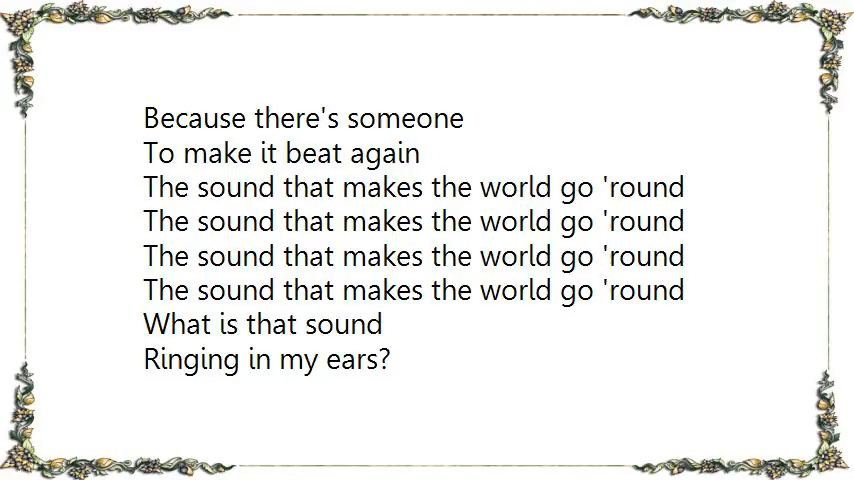 Because there's someone
To make it beat again
The sound that makes the world go 'round
The sound that makes the world go 'round
The sound that makes the world go 'round
The sound that makes the world go 'round
What is that sound
Ringing in my ears?